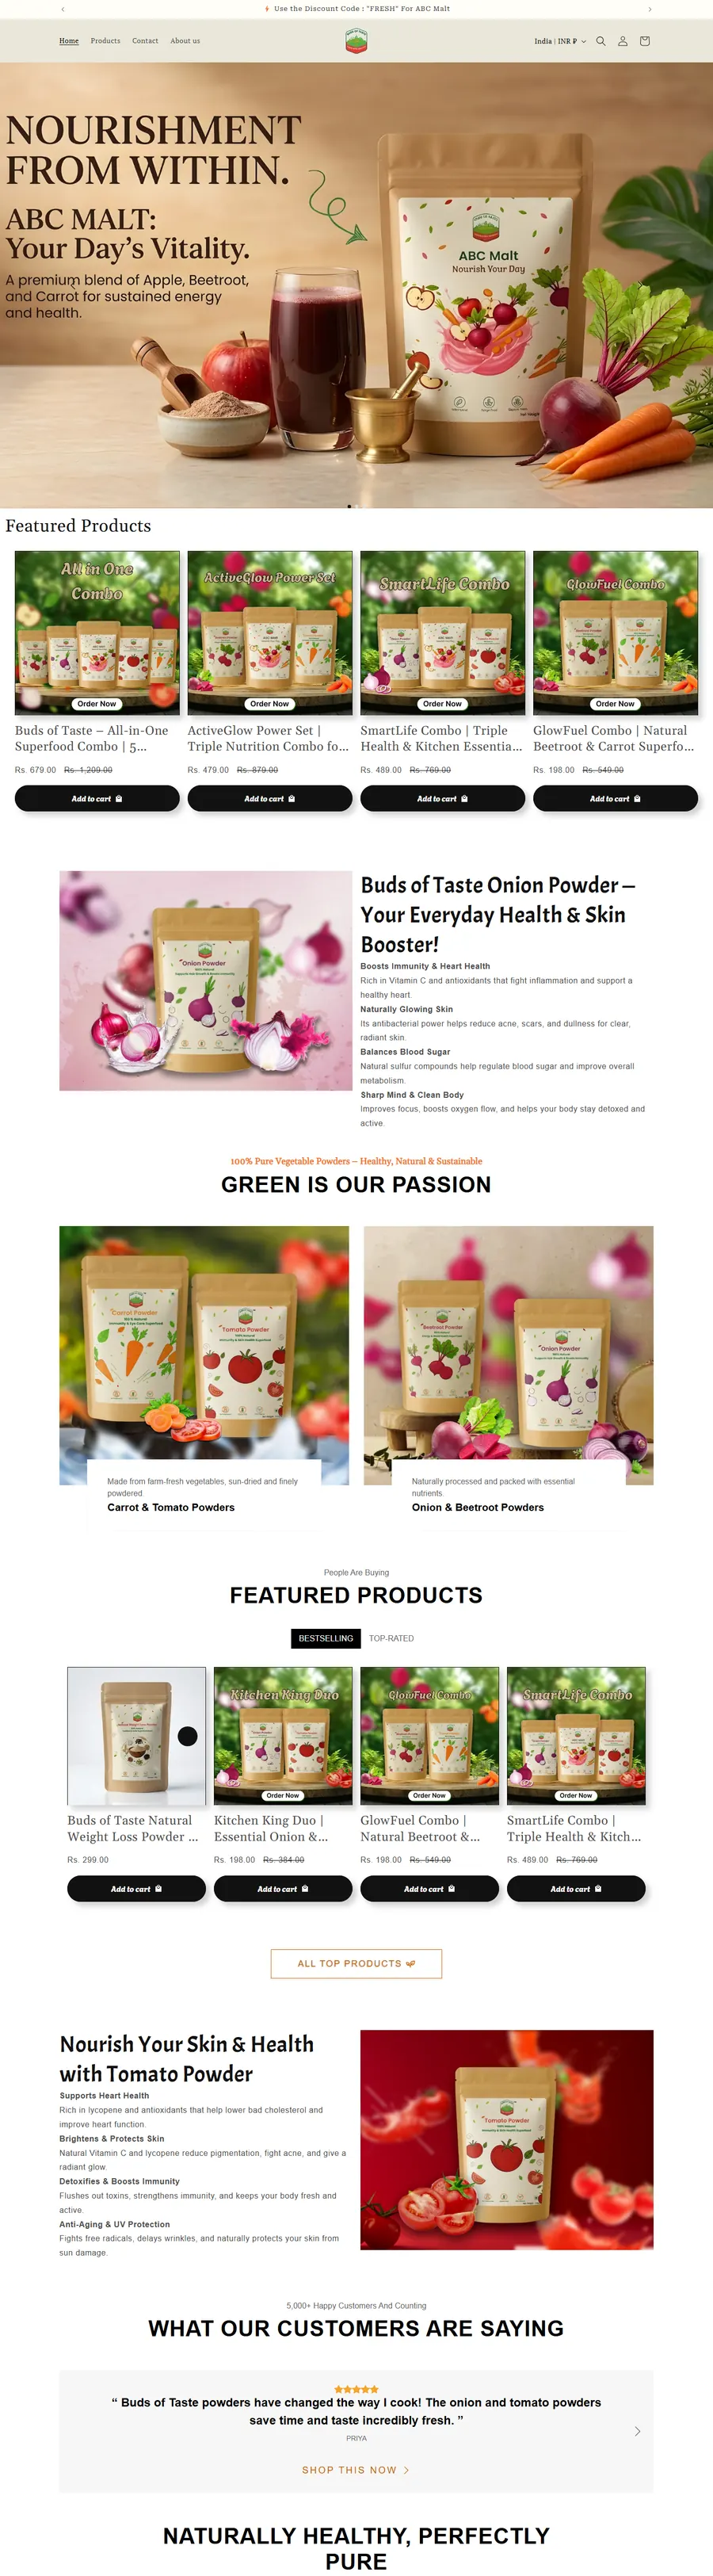 Use the Discount Code : "FRESH" For ABC Malt
Home
Products
Contact
About us
India | INR ₹
NOURISHMENT
FROM WITHIN.
ABC MALT:
Your Day's Vitality.
A premium blend of Apple, Beetroot,
and Carrot for sustained energy
and health.
ABC Malt
Nourish Your Day
Featured Products
All in One
Combo
Order Now
ActiveGlow Power Set
Order Now
SmartLife Combo
Order Now
GlowFuel Combo
Order Now
Buds of Taste – All-in-One
Superfood Combo | 5...
Rs. 679.00 Rs. 1,209.00
Add to cart
ActiveGlow Power Set |
Triple Nutrition Combo fo...
Rs. 479.00 Rs. 879.00
Add to cart
SmartLife Combo | Triple
Health & Kitchen Essentia...
Rs. 489.00 Rs. 769.00
Add to cart
GlowFuel Combo | Natural
Beetroot & Carrot Superfo...
Rs. 198.00 Rs. 549.00
Add to cart
Onion Powder
Buds of Taste Onion Powder –
Your Everyday Health & Skin
Booster!
Boosts Immunity & Heart Health
Rich in Vitamin C and antioxidants that fight inflammation and support a
healthy heart.
Naturally Glowing Skin
Its antibacterial power helps reduce acne, scars, and dullness for clear,
radiant skin.
Balances Blood Sugar
Natural sulfur compounds help regulate blood sugar and improve overall
metabolism.
Sharp Mind & Clean Body
Improves focus, boosts oxygen flow, and helps your body stay detoxed and
active.
100% Pure Vegetable Powders – Healthy, Natural & Sustainable
GREEN IS OUR PASSION
Carrot Powder
Tomato Powder
Beetroot Powder
Onion Powder
Made from farm-fresh vegetables, sun-dried and finely
powdered.
Carrot & Tomato Powders
Naturally processed and packed with essential
nutrients.
Onion & Beetroot Powders
People Are Buying
FEATURED PRODUCTS
BESTSELLING
TOP-RATED
Kitchen King Duo
Order Now
GlowFuel Combo
Order Now
SmartLife Combo
Order Now
Buds of Taste Natural
Weight Loss Powder ...
Rs. 299.00
Add to cart
Kitchen King Duo |
Essential Onion &...
Rs. 198.00 Rs. 384.00
Add to cart
GlowFuel Combo |
Natural Beetroot &...
Rs. 198.00 Rs. 549.00
Add to cart
SmartLife Combo |
Triple Health & Kitch...
Rs. 489.00 Rs. 769.00
Add to cart
ALL TOP PRODUCTS
Nourish Your Skin & Health
with Tomato Powder
Supports Heart Health
Rich in lycopene and antioxidants that help lower bad cholesterol and
improve heart function.
Brightens & Protects Skin
Natural Vitamin C and lycopene reduce pigmentation, fight acne, and give a
radiant glow.
Detoxifies & Boosts Immunity
Flushes out toxins, strengthens immunity, and keeps your body fresh and
active.
Anti-Aging & UV Protection
Fights free radicals, delays wrinkles, and naturally protects your skin from
sun damage.
Tomato Powder
5,000+ Happy Customers And Counting
WHAT OUR CUSTOMERS ARE SAYING
“ Buds of Taste powders have changed the way I cook! The onion and tomato powders
save time and taste incredibly fresh. ”
PRIYA
SHOP THIS NOW
NATURALLY HEALTHY, PERFECTLY
PURE